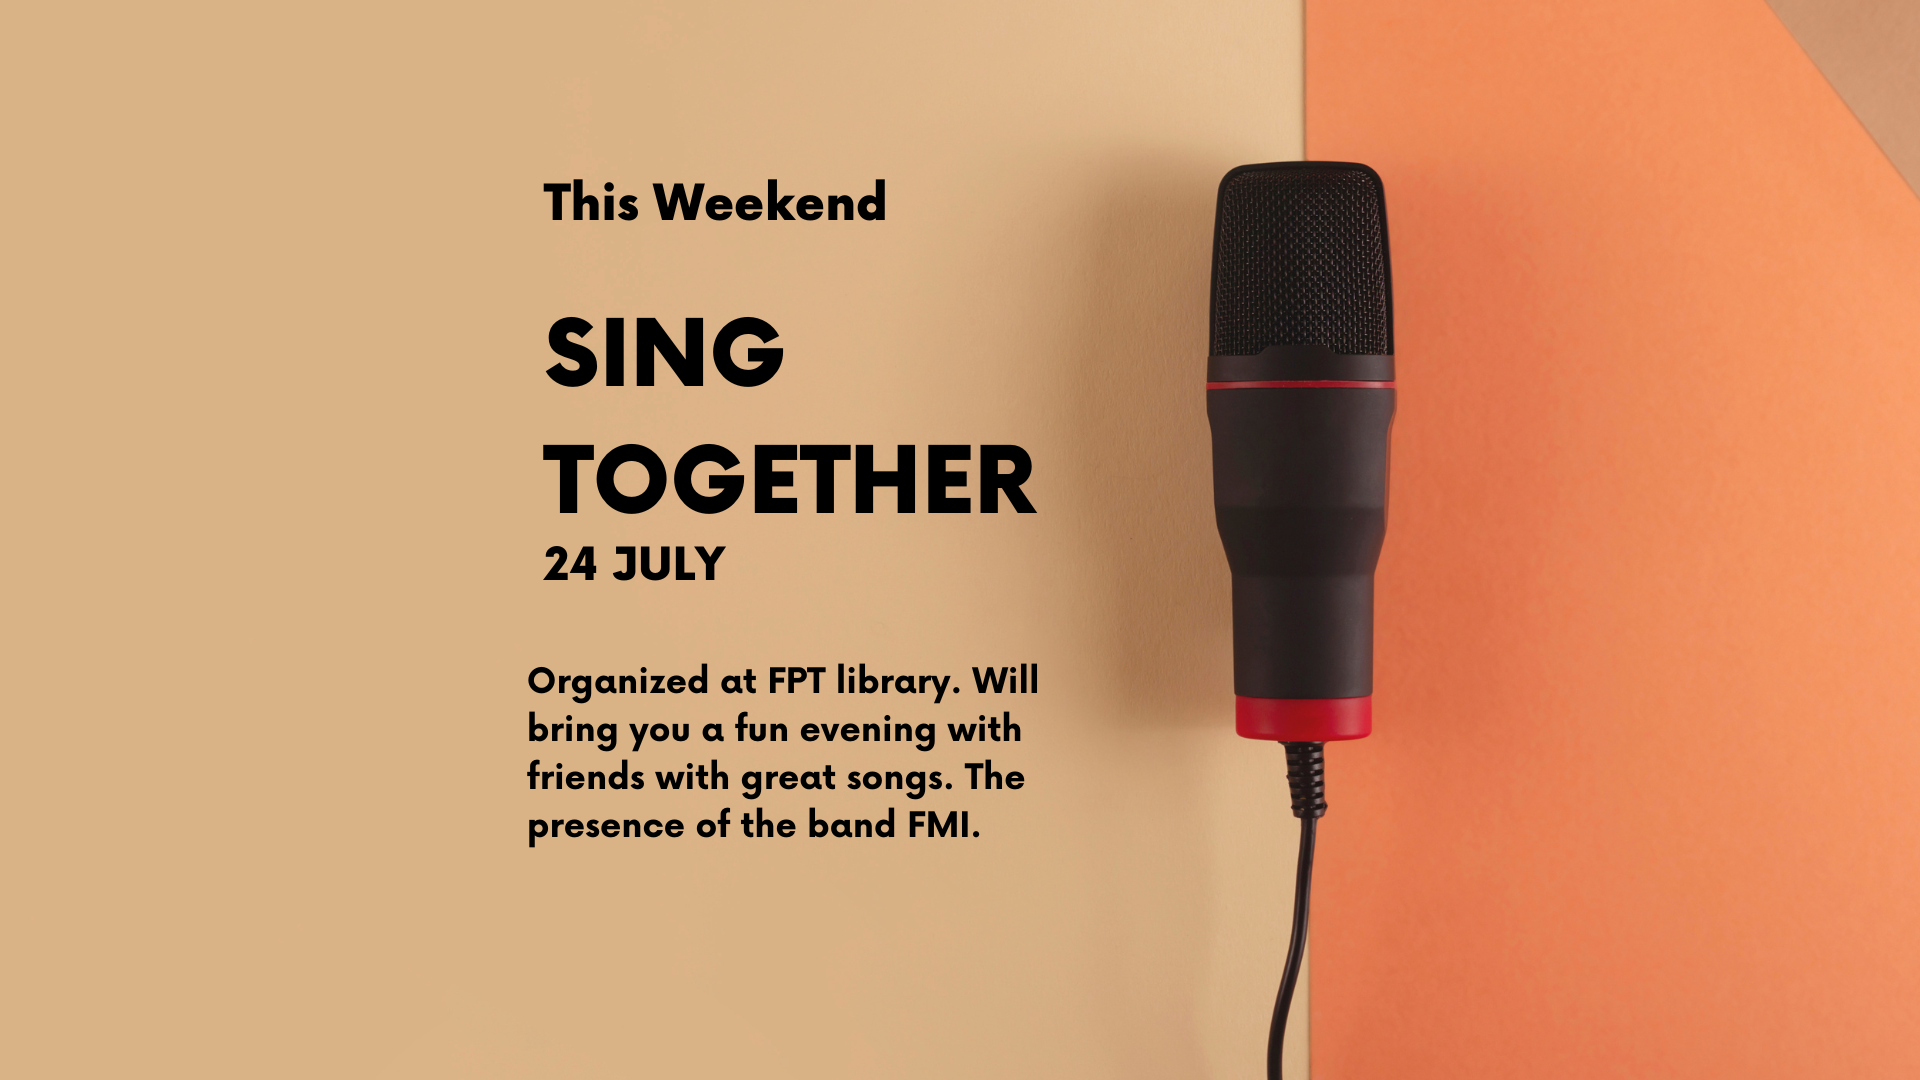 This Weekend
SING
TOGETHER
24 JULY
Organized at FPT library. Will
bring you a fun evening with
friends with great songs. The
presence of the band FMI.